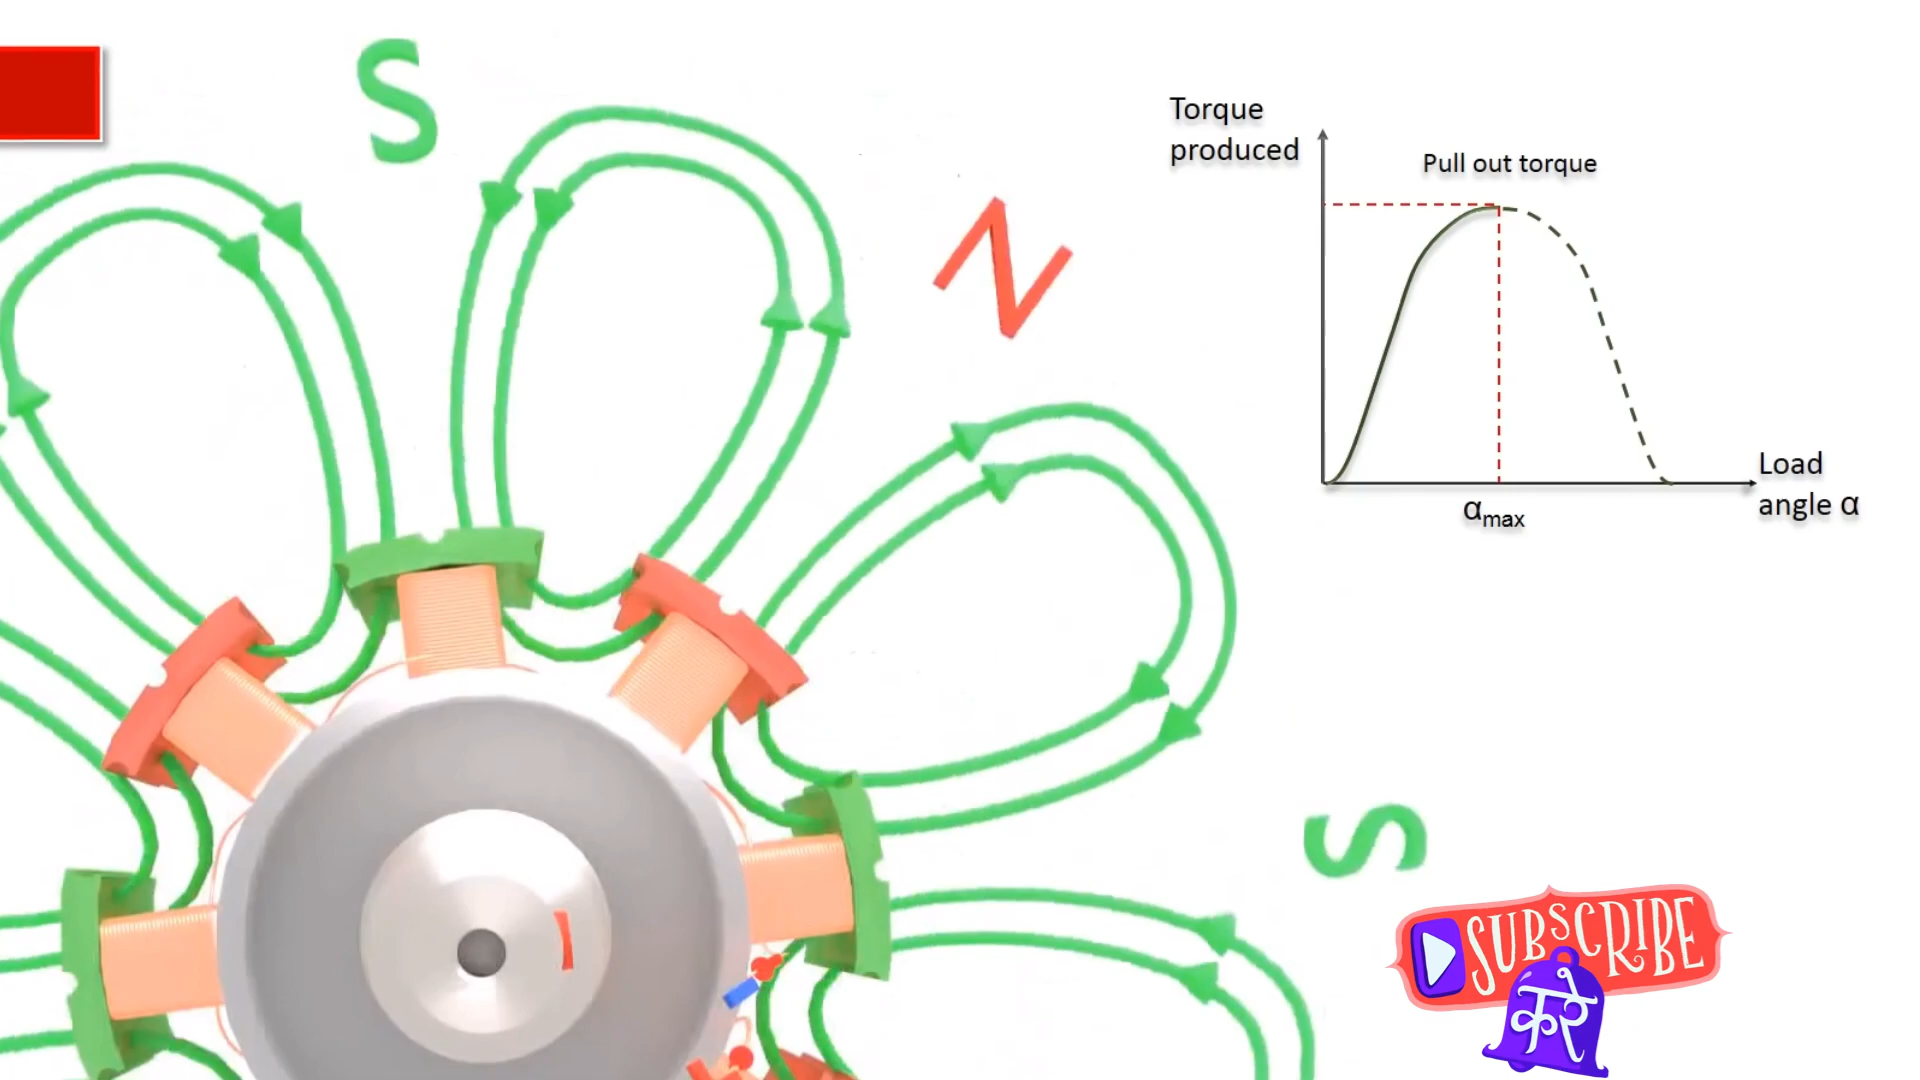 S
Torque
produced
Pull out torque
N
Load
angle α
αmax
S
SUBSCRIBE
करे